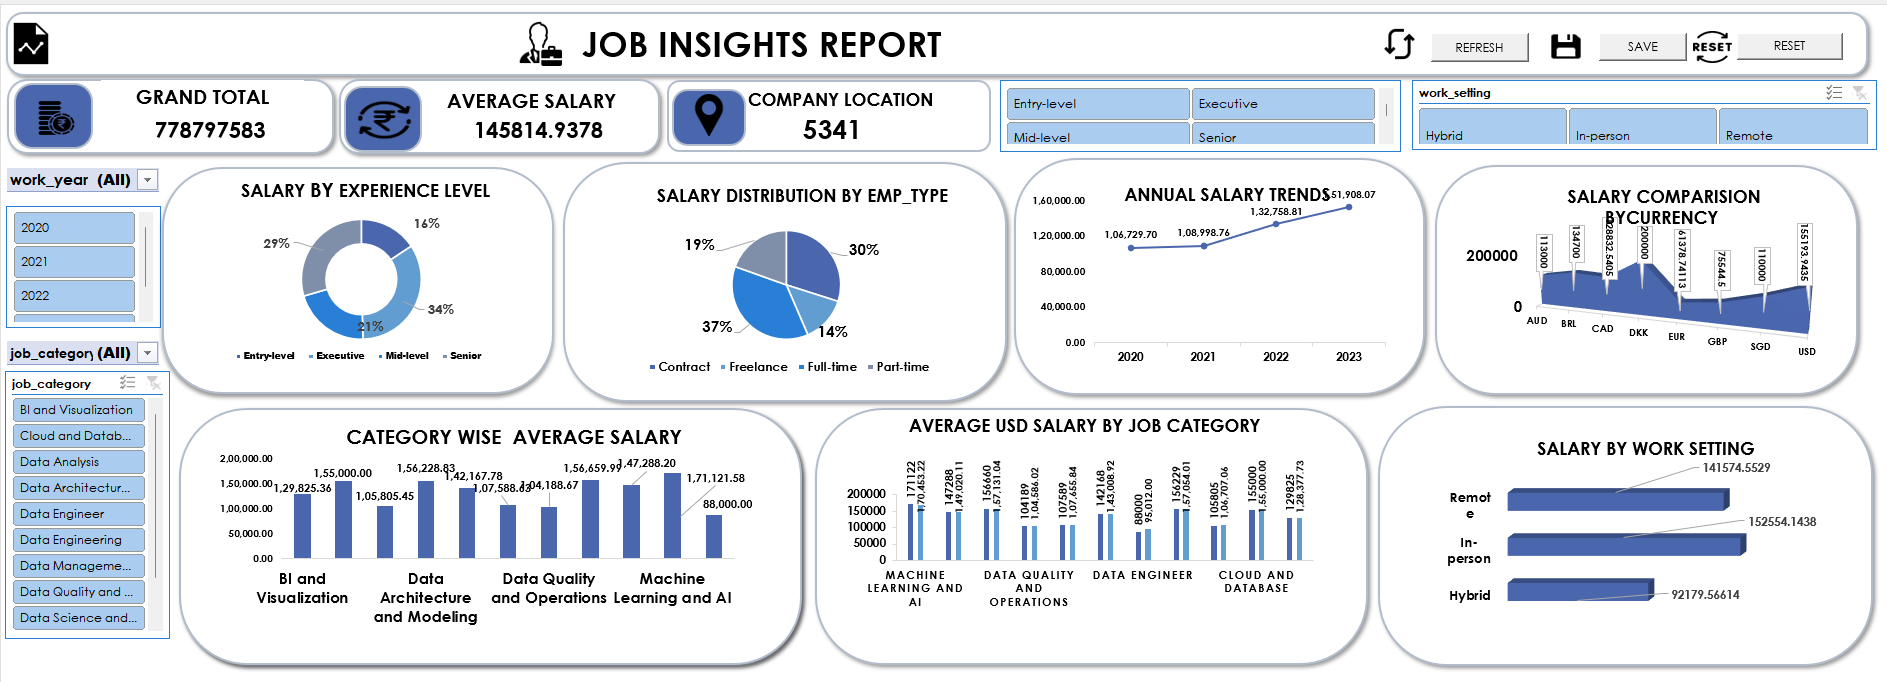 JOB INSIGHTS REPORT
REFRESH
SAVE
RESET
RESET
GRAND TOTAL
778797583
AVERAGE SALARY
145814.9378
COMPANY LOCATION
5341
Entry-level
Executive
Mid-level
Senior
work_setting
Hybrid
In-person
Remote
work_year (All)
2020
2021
2022
job_category (All)
job_category
BI and Visualization
Cloud and Datab...
Data Analysis
Data Architectur...
Data Engineer
Data Engineering
Data Manageme...
Data Quality and ...
Data Science and...
SALARY BY EXPERIENCE LEVEL
16%
29%
34%
21%
Entry-level Executive Mid-level Senior
SALARY DISTRIBUTION BY EMP_TYPE
19%
30%
37%
14%
Contract Freelance Full-time Part-time
ANNUAL SALARY TRENDS
1,60,000.00
1,20,000.00
80,000.00
40,000.00
0.00
1,06,729.70
1,08,998.76
1,32,758.81
51,908.07
2020 2021 2022 2023
SALARY COMPARISION
BYCURRENCY
200000
0
113000
134700
28832.5405
200000
61378.74113
75544.5
110000
155193.9435
AUD BRL CAD DKK EUR GBP SGD USD
CATEGORY WISE AVERAGE SALARY
2,00,000.00
1,50,000.00
1,00,000.00
50,000.00
0.00
1,29,825.36
1,55,000.00
1,05,805.45
1,56,228.83
1,42,167.78
1,07,588.63
1,04,188.67
1,56,659.99
1,47,288.20
1,71,121.58
88,000.00
BI and
Visualization
Data
Architecture
and Modeling
Data Quality
and Operations
Machine
Learning and AI
AVERAGE USD SALARY BY JOB CATEGORY
200000
150000
100000
50000
0
171122
1,70,453.22
147288
1,49,020.11
156660
1,57,131.04
104189
1,04,586.02
107589
1,07,655.84
142168
1,43,008.92
88000
95,012.00
156229
1,57,054.01
105805
1,06,707.06
155000
1,55,000.00
129825
1,28,377.73
MACHINE
LEARNING AND
AI
DATA QUALITY
AND
OPERATIONS
DATA ENGINEER
CLOUD AND
DATABASE
SALARY BY WORK SETTING
141574.5529
Remot
e
152554.1438
In-
person
Hybrid
92179.56614